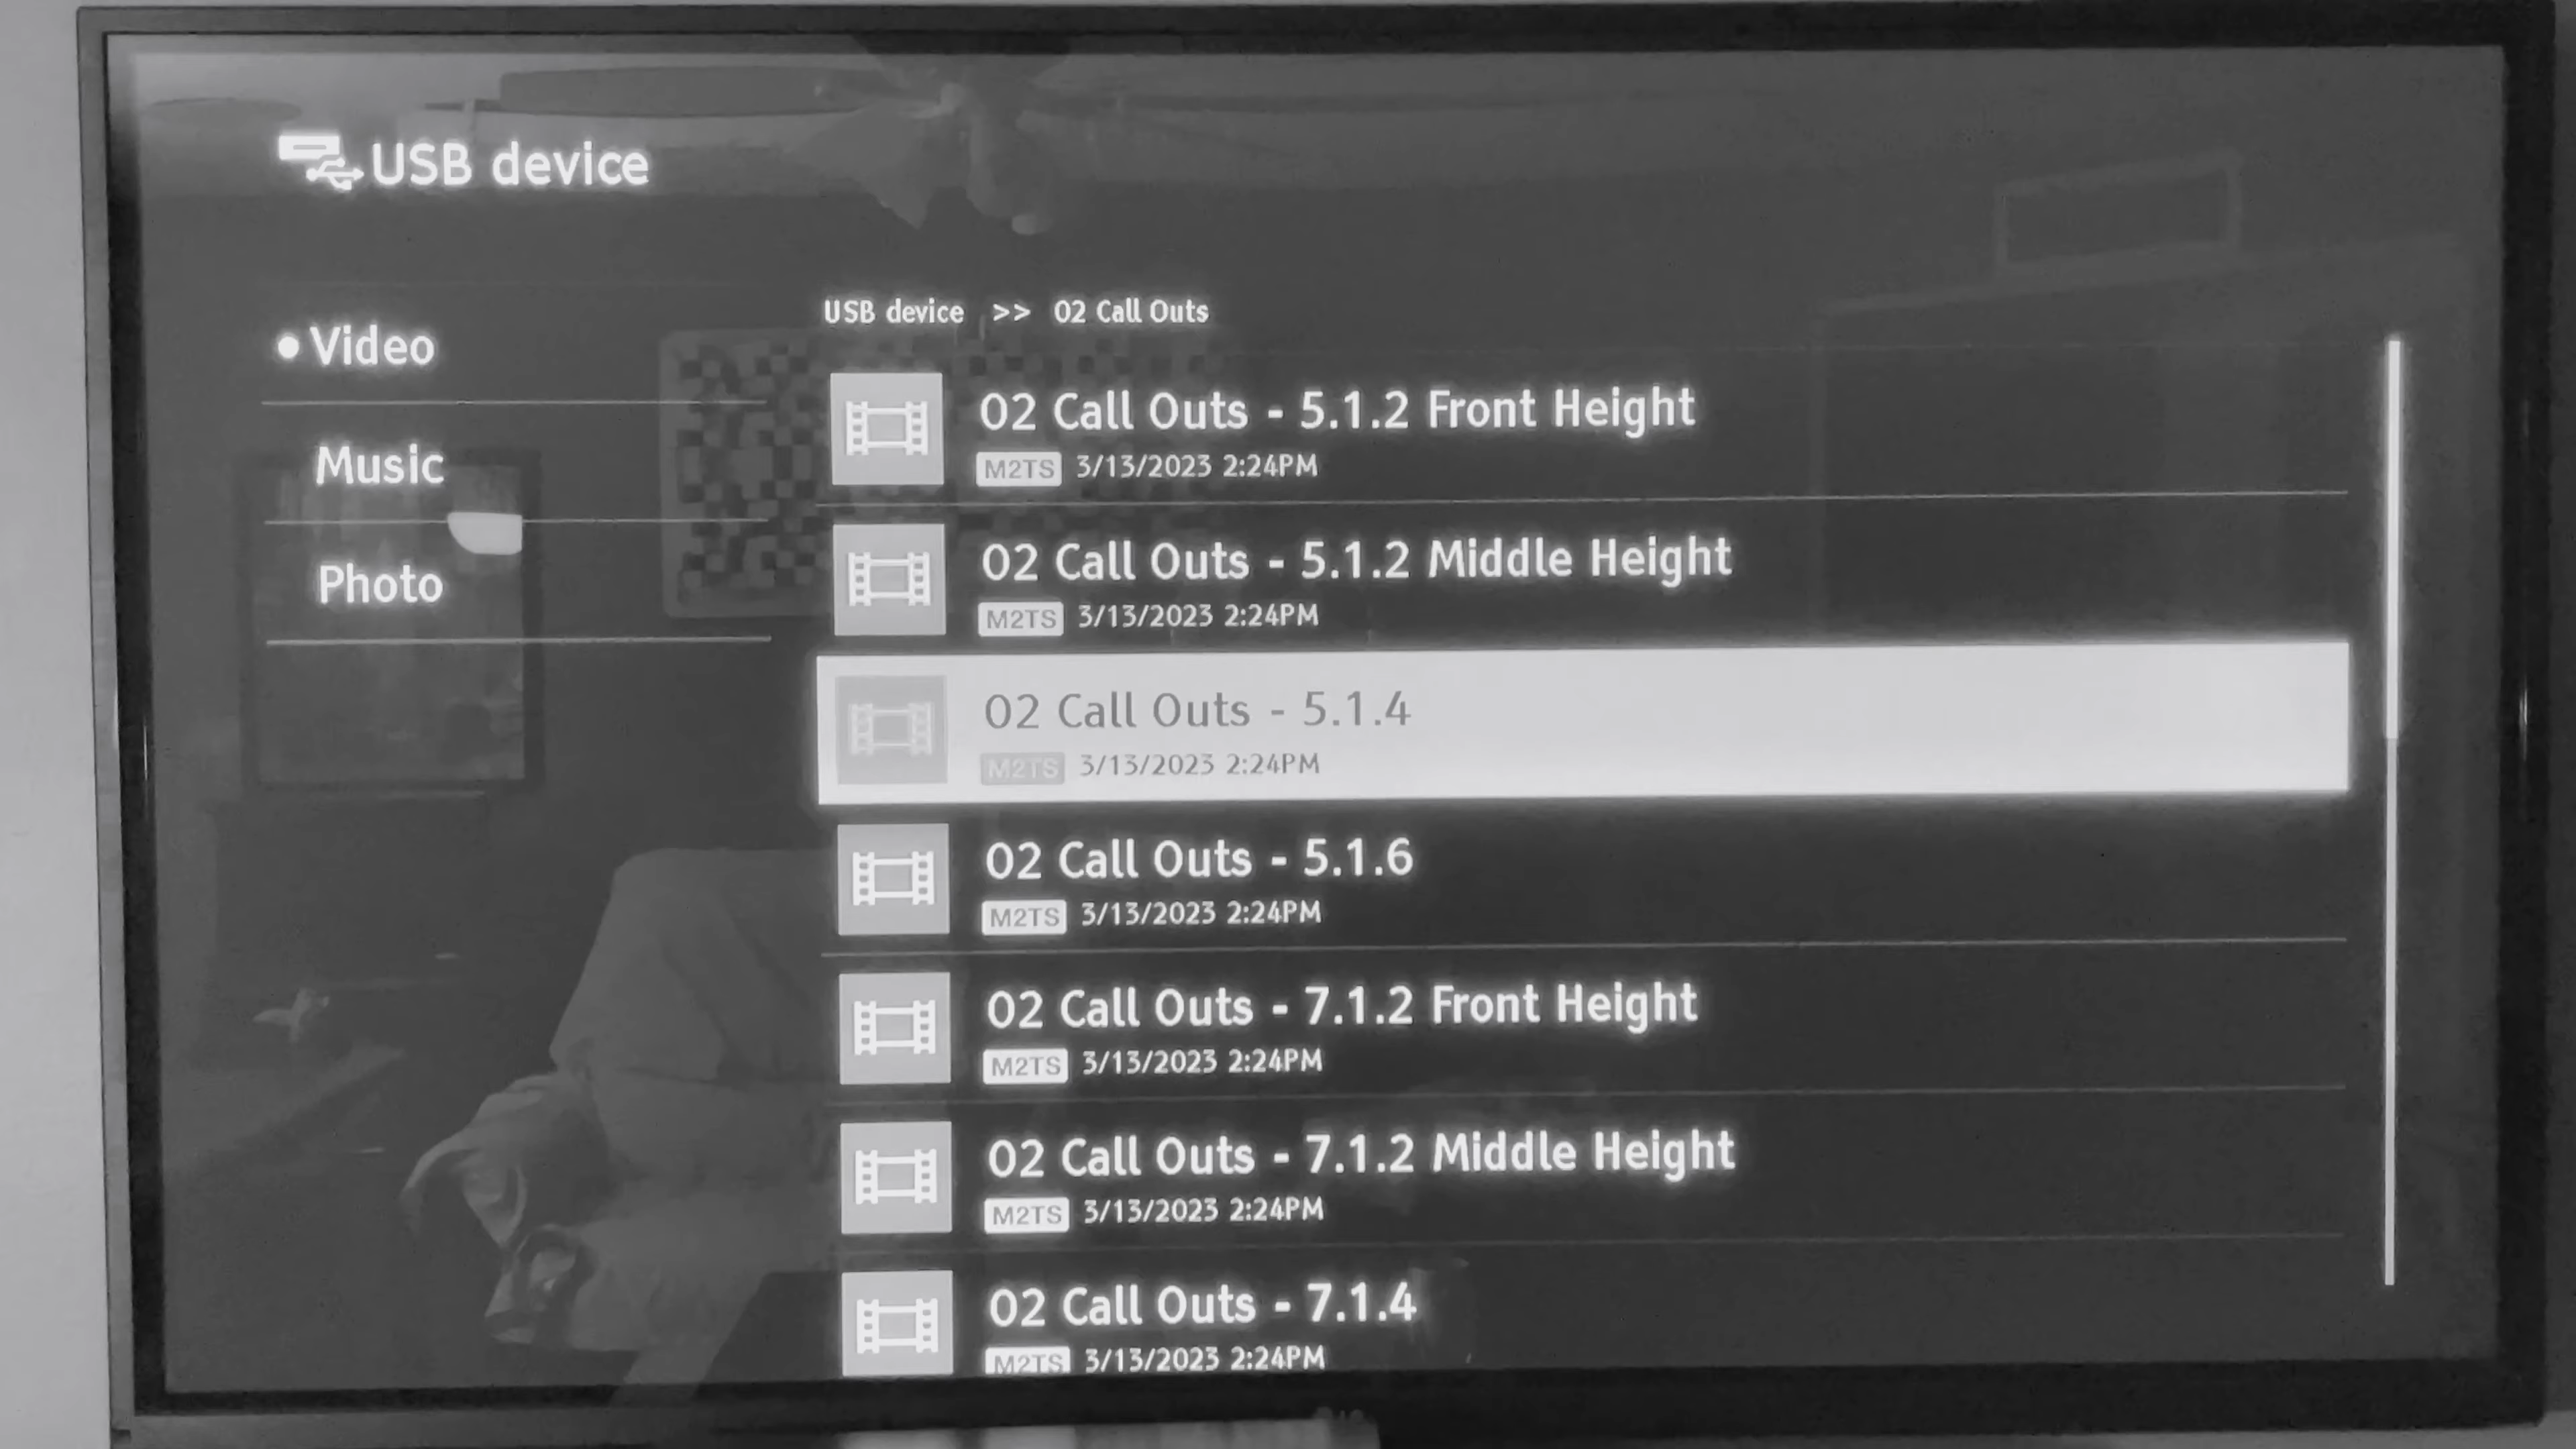 USB device
Video
Music
Photo
USB device >> 02 Call Outs
02 Call Outs - 5.1.2 Front Height
M2TS 3/13/2023 2:24PM
02 Call Outs - 5.1.2 Middle Height
M2TS 3/13/2023 2:24PM
02 Call Outs - 5.1.4
M2TS 3/13/2023 2:24PM
02 Call Outs - 5.1.6
M2TS 3/13/2023 2:24PM
02 Call Outs - 7.1.2 Front Height
M2TS 3/13/2023 2:24PM
02 Call Outs - 7.1.2 Middle Height
M2TS 3/13/2023 2:24PM
02 Call Outs - 7.1.4
M2TS 3/13/2023 2:24PM